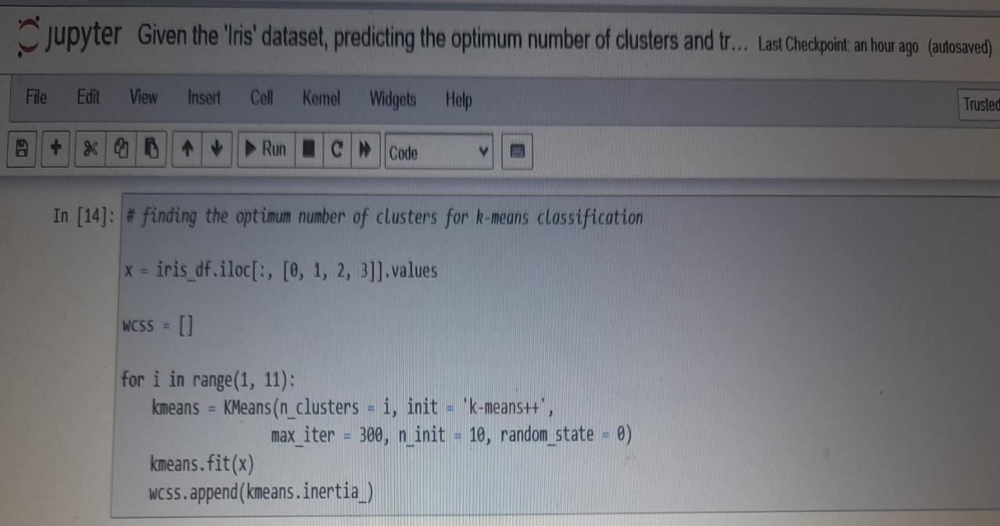 jupyter Given the 'Iris' dataset, predicting the optimum number of clusters and tr... Last Checkpoint: an hour ago (autosaved)
File Edit View Insert Cell Kernel Widgets Help Trusted
Run Code
In [14]: # finding the optimum number of clusters for k-means classification
x = iris_df.iloc[:, [0, 1, 2, 3]].values
wcss = []
for i in range(1, 11):
kmeans = KMeans(n_clusters = i, init = 'k-means++',
max_iter = 300, n_init = 10, random_state = 0)
kmeans.fit(x)
wcss.append(kmeans.inertia_)